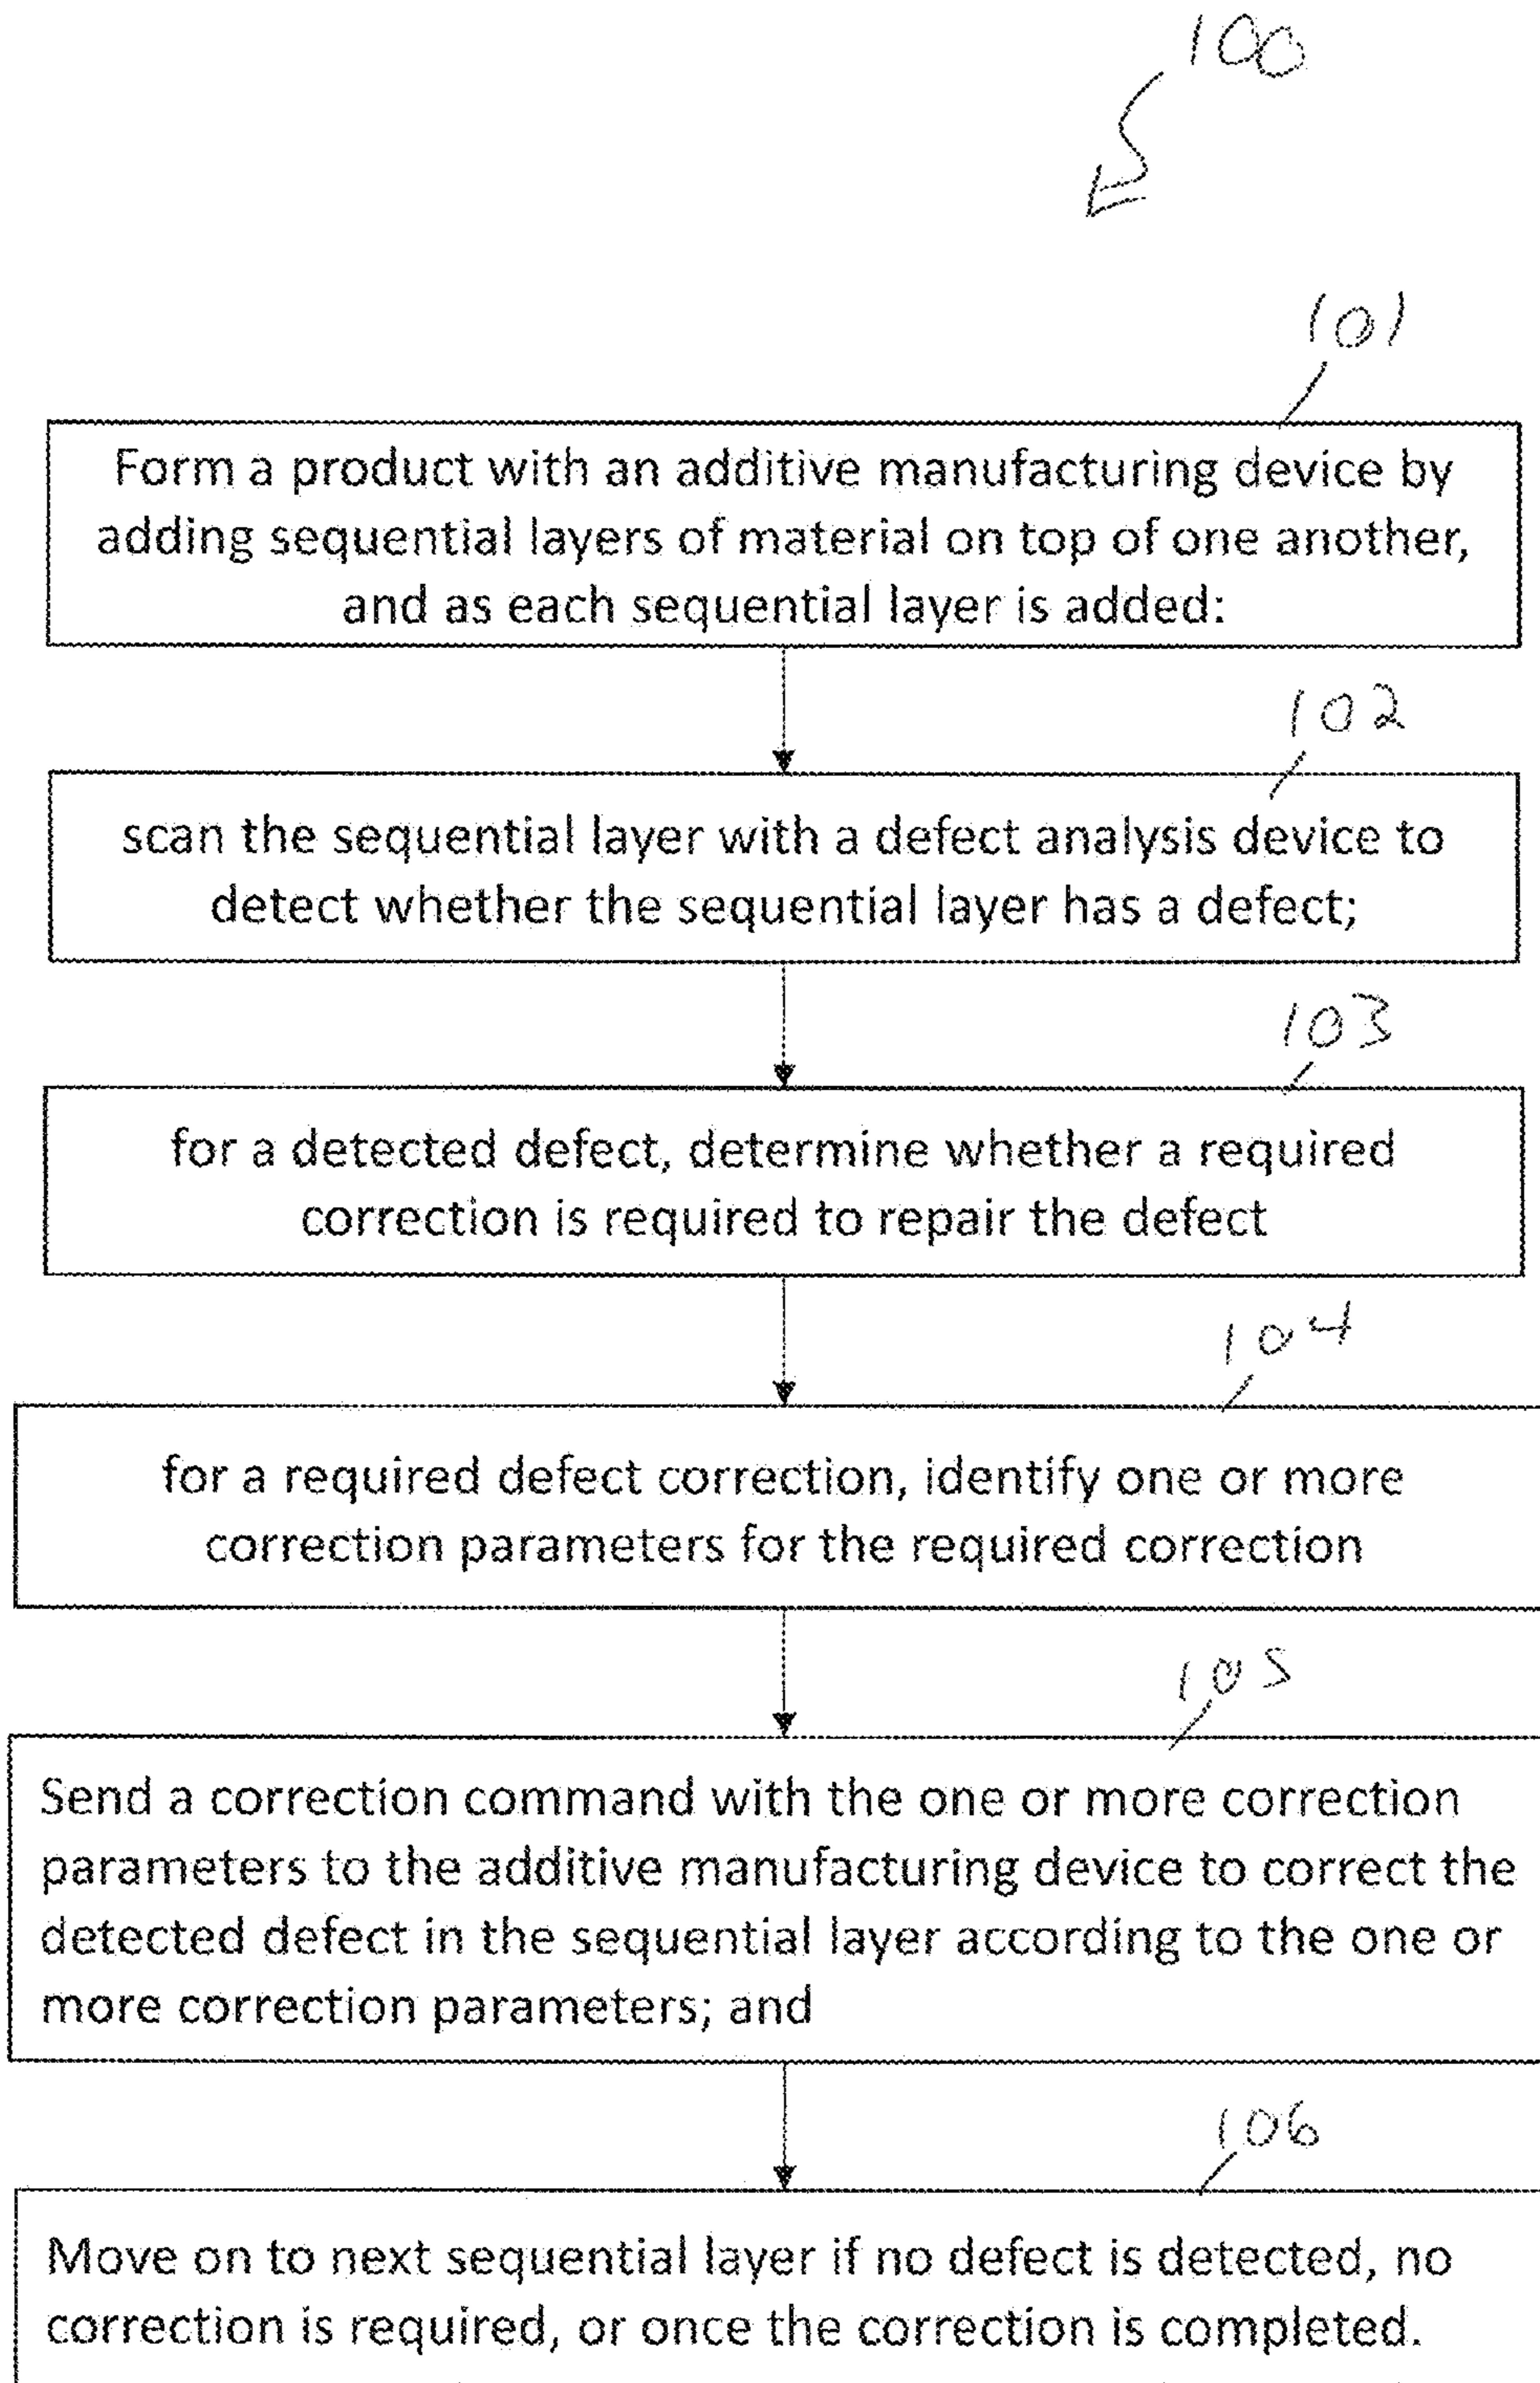 100
101
Form a product with an additive manufacturing device by
adding sequential layers of material on top of one another,
and as each sequential layer is added:
102
scan the sequential layer with a defect analysis device to
detect whether the sequential layer has a defect;
103
for a detected defect, determine whether a required
correction is required to repair the defect
104
for a required defect correction, identify one or more
correction parameters for the required correction
105
Send a correction command with the one or more correction
parameters to the additive manufacturing device to correct the
detected defect in the sequential layer according to the one or
more correction parameters; and
106
Move on to next sequential layer if no defect is detected, no
correction is required, or once the correction is completed.